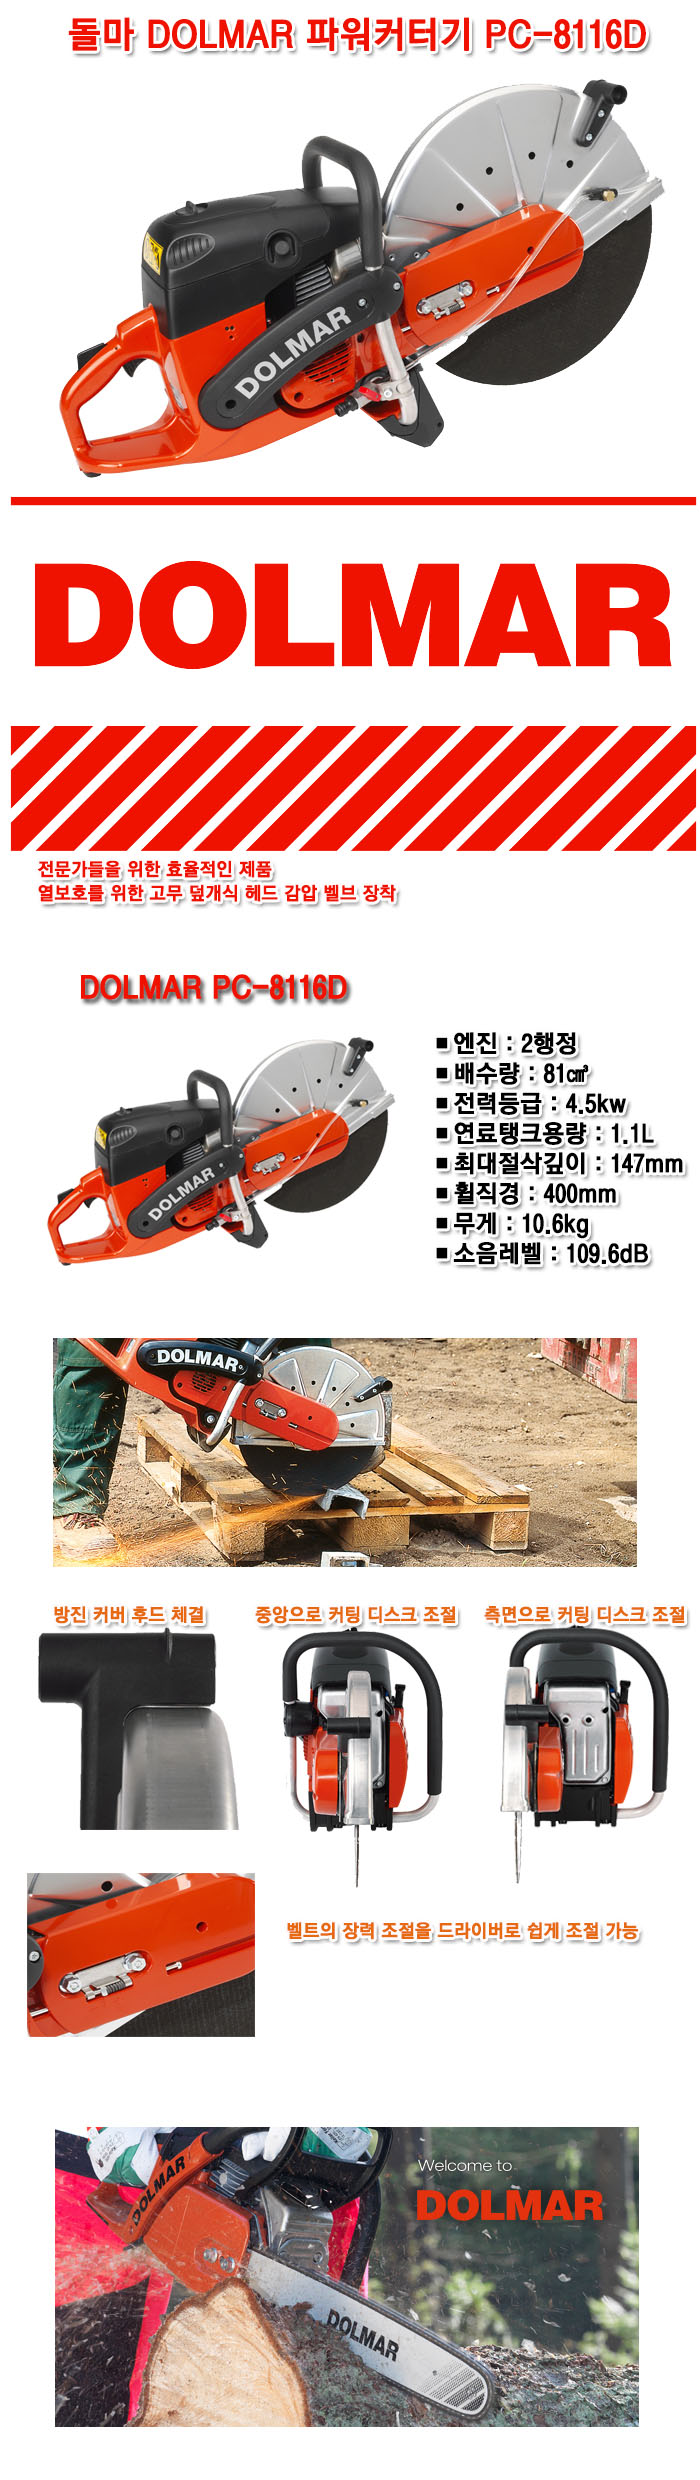 돌마 DOLMAR 파워커터기 PC-8116D
DOLMAR
DOLMAR
전문가들을 위한 효율적인 제품
열보호를 위한 고무 덮개식 헤드 감압 벨브 장착
DOLMAR PC-8116D
DOLMAR
■ 엔진 : 2행정
■ 배수량 : 81㎤
■ 전력등급 : 4.5kw
■ 연료탱크용량 : 1.1L
■ 최대절삭깊이 : 147mm
■ 휠직경 : 400mm
■ 무게 : 10.6kg
■ 소음레벨 : 109.6dB
DOLMAR
방진 커버 후드 체결
중앙으로 커팅 디스크 조절
측면으로 커팅 디스크 조절
벨트의 장력 조절을 드라이버로 쉽게 조절 가능
DOLMAR
Welcome to
DOLMAR
DOLMAR